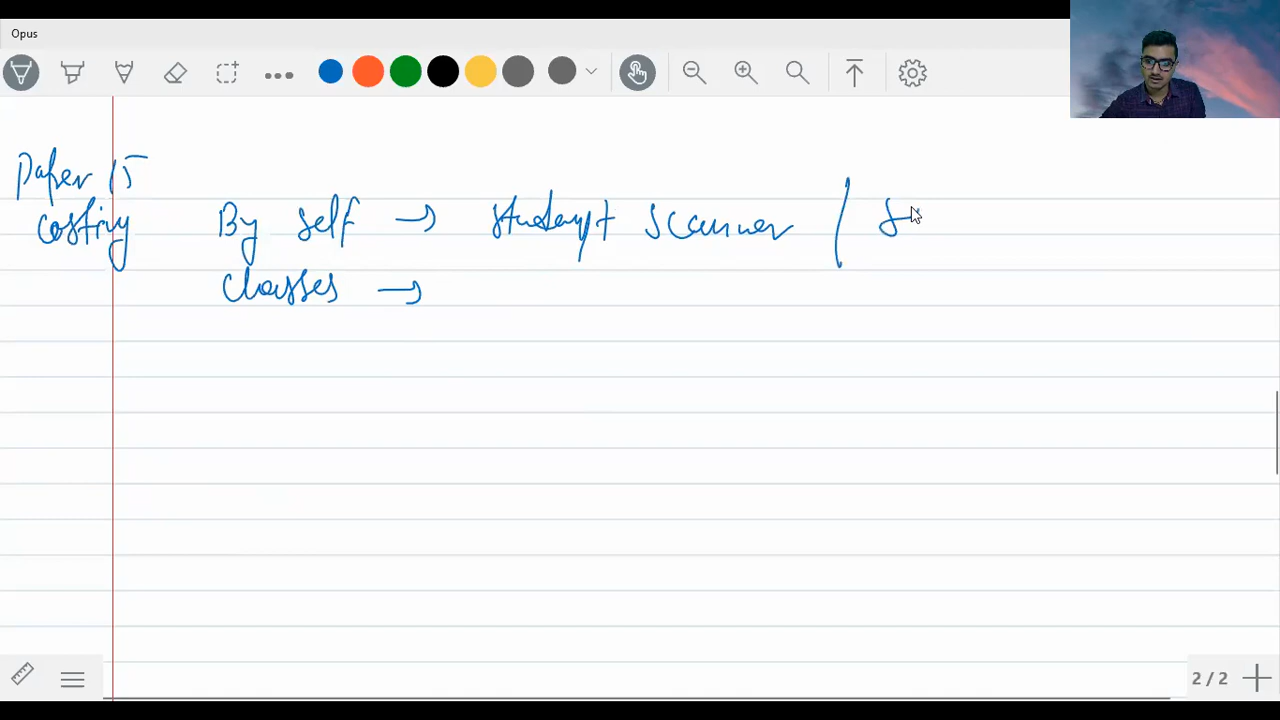 Opus
Paper 15
costing By self → student scanner /
classes →
2 / 2